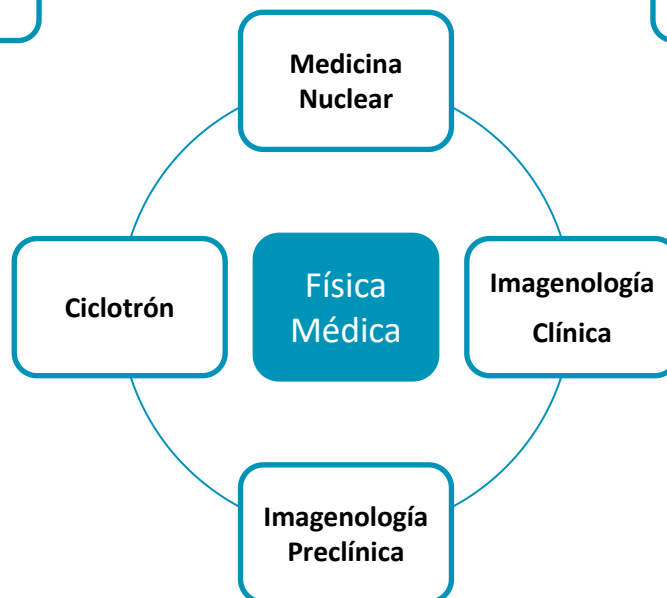 Medicina
Nuclear
Ciclotrón
Física
Médica
Imagenología
Clínica
Imagenología
Preclínica